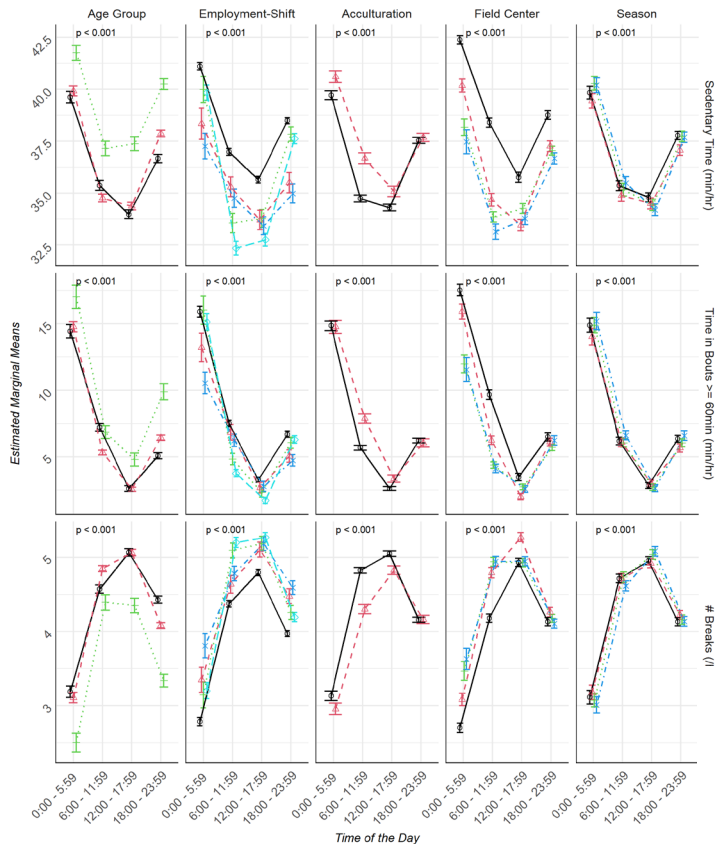 Age Group
Employment-Shift
Acculturation
Field Center
Season
p < 0.001
p < 0.001
p < 0.001
p < 0.001
p < 0.001
42.5
40.0
37.5
35.0
32.5
Sedentary Time (min/hr)
p < 0.001
p < 0.001
p < 0.001
p < 0.001
p < 0.001
15
10
5
Time in Bouts >= 60min (min/hr)
Estimated Marginal Means
p < 0.001
p < 0.001
p < 0.001
p < 0.001
p < 0.001
5
4
3
# Breaks (/l
0:00 - 5:59
6:00 - 11:59
12:00 - 17:59
18:00 - 23:59
0:00 - 5:59
6:00 - 11:59
12:00 - 17:59
18:00 - 23:59
0:00 - 5:59
6:00 - 11:59
12:00 - 17:59
18:00 - 23:59
0:00 - 5:59
6:00 - 11:59
12:00 - 17:59
18:00 - 23:59
0:00 - 5:59
6:00 - 11:59
12:00 - 17:59
18:00 - 23:59
Time of the Day